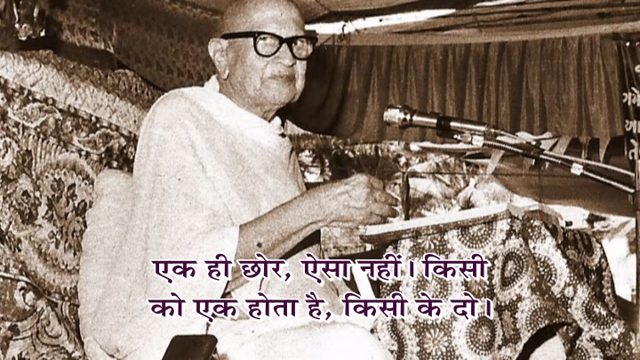 एक ही छोर, ऐसा नहीं। किसी
को एक होता है, किसी के दो।